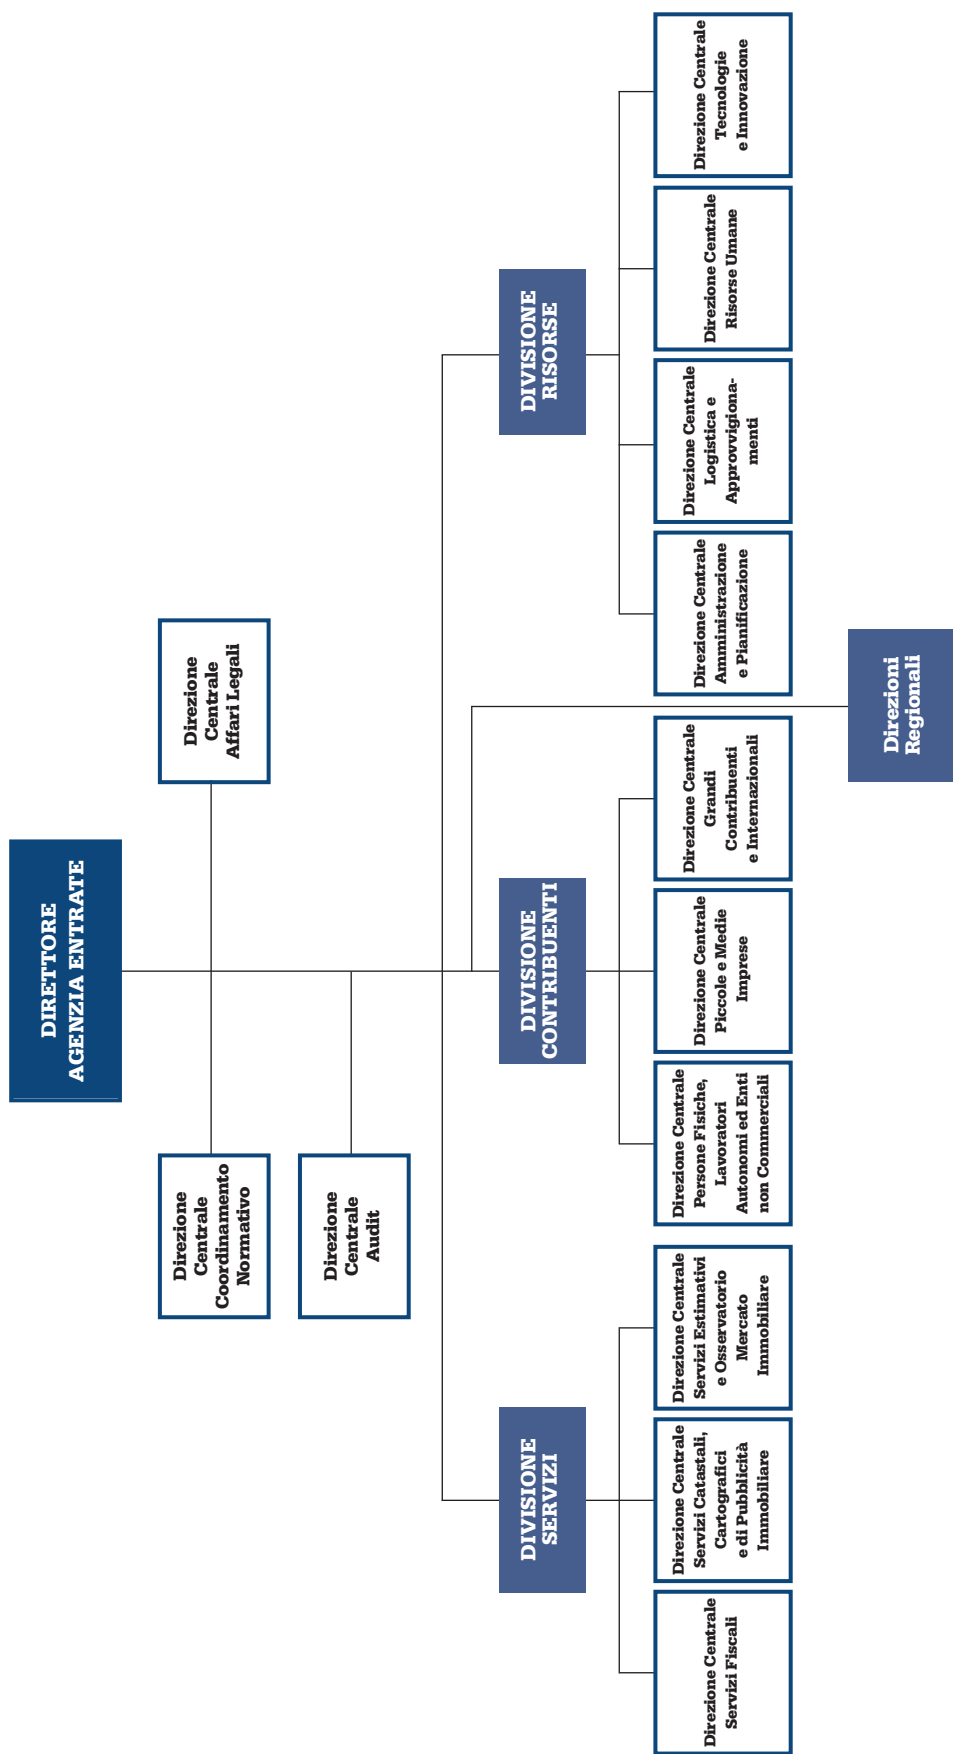 DIRETTORE
AGENZIA ENTRATE
Direzione
Centrale
Coordinamento
Normativo
Direzione
Centrale
Affari Legali
Direzione
Centrale
Audit
DIVISIONE
SERVIZI
DIVISIONE
CONTRIBUENTI
DIVISIONE
RISORSE
Direzione Centrale
Servizi Fiscali
Direzione Centrale
Servizi Catastali,
Cartografici
e di Pubblicità
Immobiliare
Direzione Centrale
Servizi Estimativi
e Osservatorio
Mercato
Immobiliare
Direzione Centrale
Persone Fisiche,
Lavoratori
Autonomi ed Enti
non Commerciali
Direzione Centrale
Piccole e Medie
Imprese
Direzione Centrale
Grandi
Contribuenti
e Internazionali
Direzione Centrale
Amministrazione
e Pianificazione
Direzione Centrale
Logistica e
Approvvigiona-
menti
Direzione Centrale
Risorse Umane
Direzione Centrale
Tecnologie
e Innovazione
Direzioni
Regionali